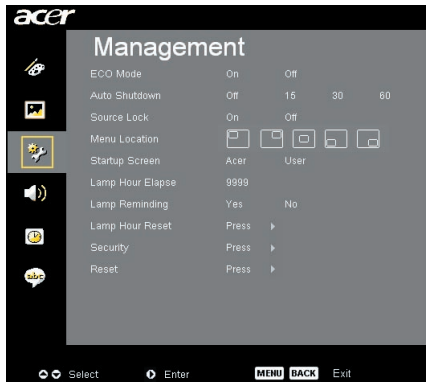 acer
Management
ECO Mode On Off
Auto Shutdown Off 15 30 60
Source Lock On Off
Menu Location
Startup Screen Acer User
Lamp Hour Elapse 9999
Lamp Reminding Yes No
Lamp Hour Reset Press
Security Press
abc
Reset Press
Select Enter MENU BACK Exit